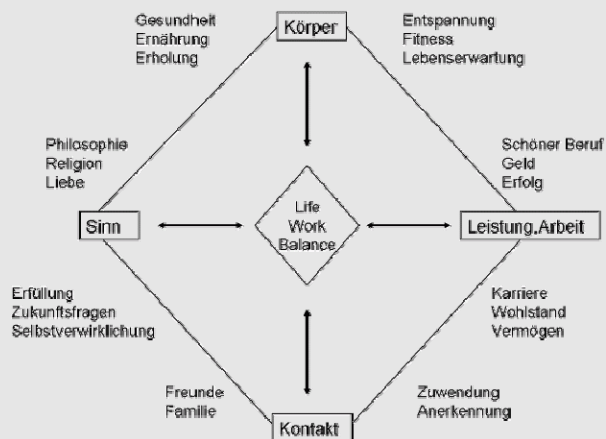 Gesundheit
Ernährung
Erholung
Körper
Entspannung
Fitness
Lebenserwartung
Philosophie
Religion
Liebe
Schöner Beruf
Geld
Erfolg
Sinn
Life
Work
Balance
Leistung.Arbeit
Erfüllung
Zukunftsfragen
Selbstverwirklichung
Karriere
Wohlstand
Vermögen
Freunde
Familie
Zuwendung
Anerkennung
Kontakt